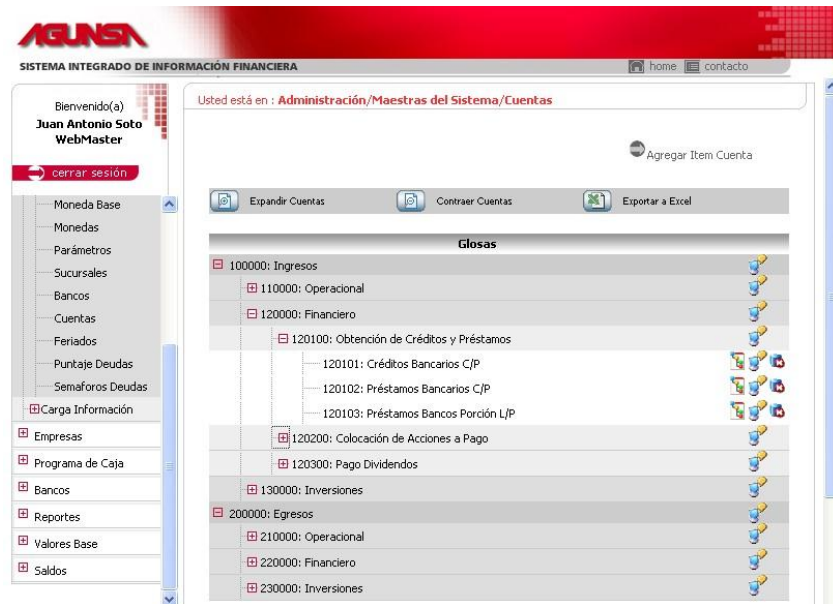 AGUNSA
SISTEMA INTEGRADO DE INFORMACIÓN FINANCIERA
home
contacto
Bienvenido(a)
Juan Antonio Soto
WebMaster
cerrar sesión
Moneda Base
Monedas
Parámetros
Sucursales
Bancos
Cuentas
Feriados
Puntaje Deudas
Semaforos Deudas
Carga Información
Empresas
Programa de Caja
Bancos
Reportes
Valores Base
Saldos
Usted está en : Administración/Maestras del Sistema/Cuentas
Agregar Item Cuenta
Expandir Cuentas
Contraer Cuentas
Exportar a Excel
Glosas
100000: Ingresos
110000: Operacional
120000: Financiero
120100: Obtención de Créditos y Préstamos
120101: Créditos Bancarios C/P
120102: Préstamos Bancarios C/P
120103: Préstamos Bancos Porción L/P
120200: Colocación de Acciones a Pago
120300: Pago Dividendos
130000: Inversiones
200000: Egresos
210000: Operacional
220000: Financiero
230000: Inversiones